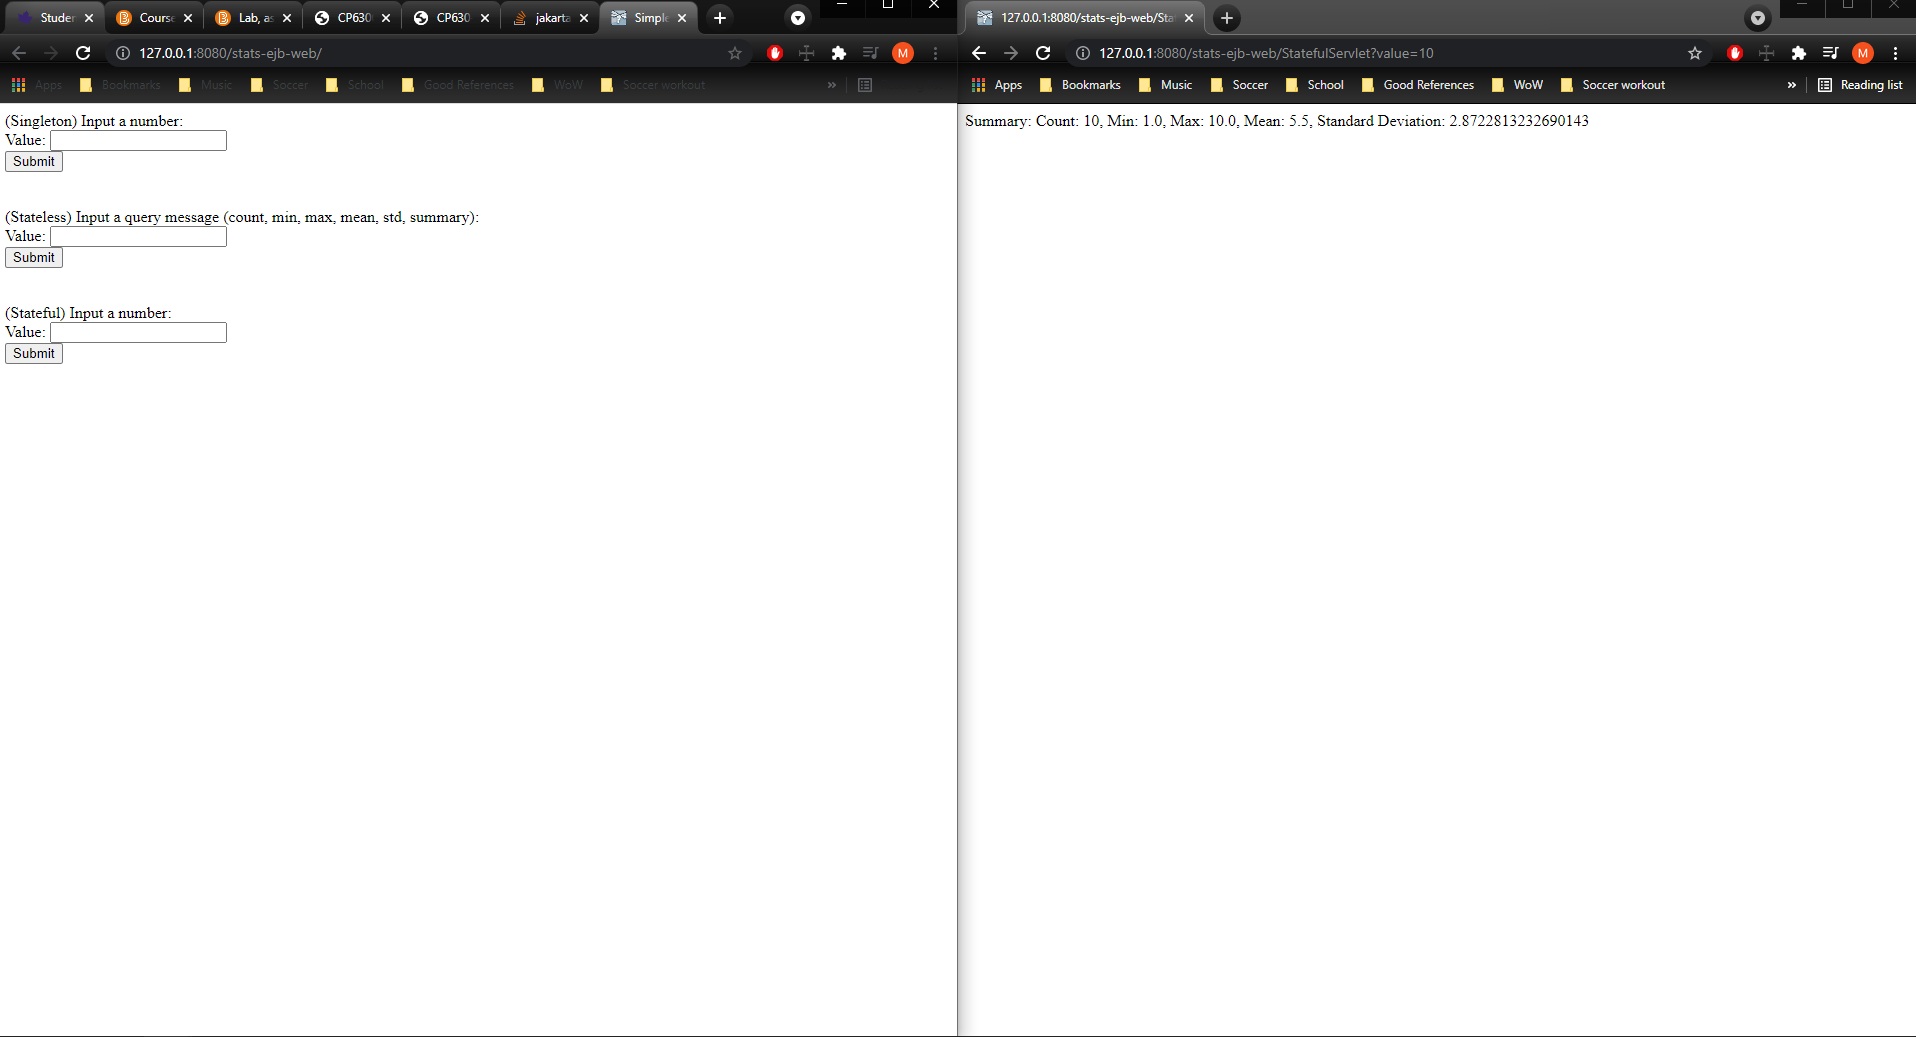 Studer
Course
Lab, as
CP630
CP630
jakarta
Simple
127.0.0.1:8080/stats-ejb-web/
M
Apps
Bookmarks
Music
Soccer
School
Good References
WoW
Soccer workout
»
(Singleton) Input a number:
Value:
Submit
(Stateless) Input a query message (count, min, max, mean, std, summary):
Value:
Submit
(Stateful) Input a number:
Value:
Submit
127.0.0.1:8080/stats-ejb-web/Sta
127.0.0.1:8080/stats-ejb-web/StatefulServlet?value=10
M
Apps
Bookmarks
Music
Soccer
School
Good References
WoW
Soccer workout
»
Reading list
Summary: Count: 10, Min: 1.0, Max: 10.0, Mean: 5.5, Standard Deviation: 2.8722813232690143